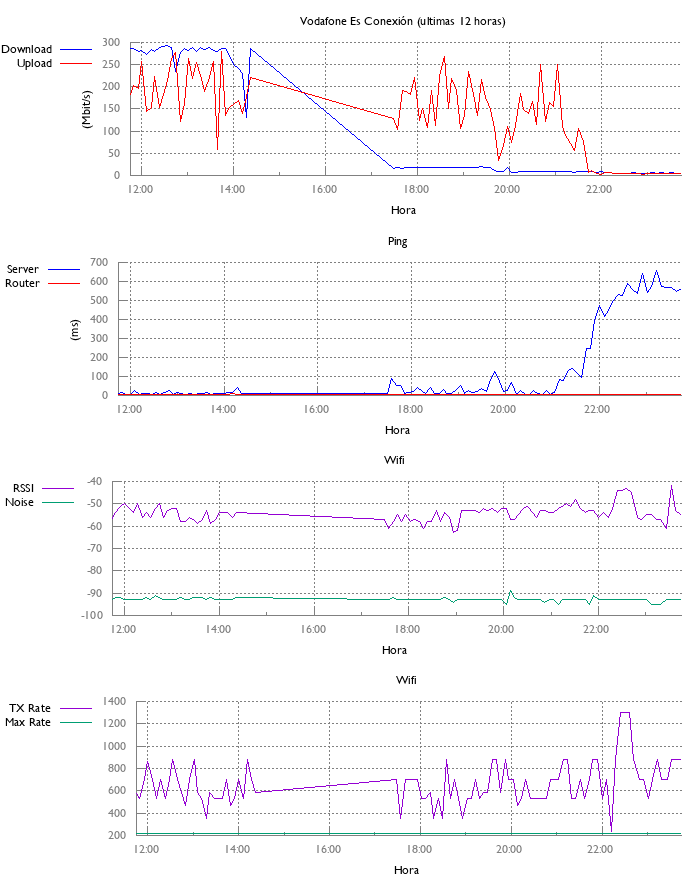 Vodafone Es Conexión (ultimas 12 horas)
Download
Upload
(Mbit/s)
300
250
200
150
100
50
0
12:00 14:00 16:00 18:00 20:00 22:00
Hora
Ping
Server
Router
(ms)
700
600
500
400
300
200
100
0
12:00 14:00 16:00 18:00 20:00 22:00
Hora
Wifi
RSSI
Noise
-40
-50
-60
-70
-80
-90
-100
12:00 14:00 16:00 18:00 20:00 22:00
Hora
Wifi
TX Rate
Max Rate
1400
1200
1000
800
600
400
200
12:00 14:00 16:00 18:00 20:00 22:00
Hora